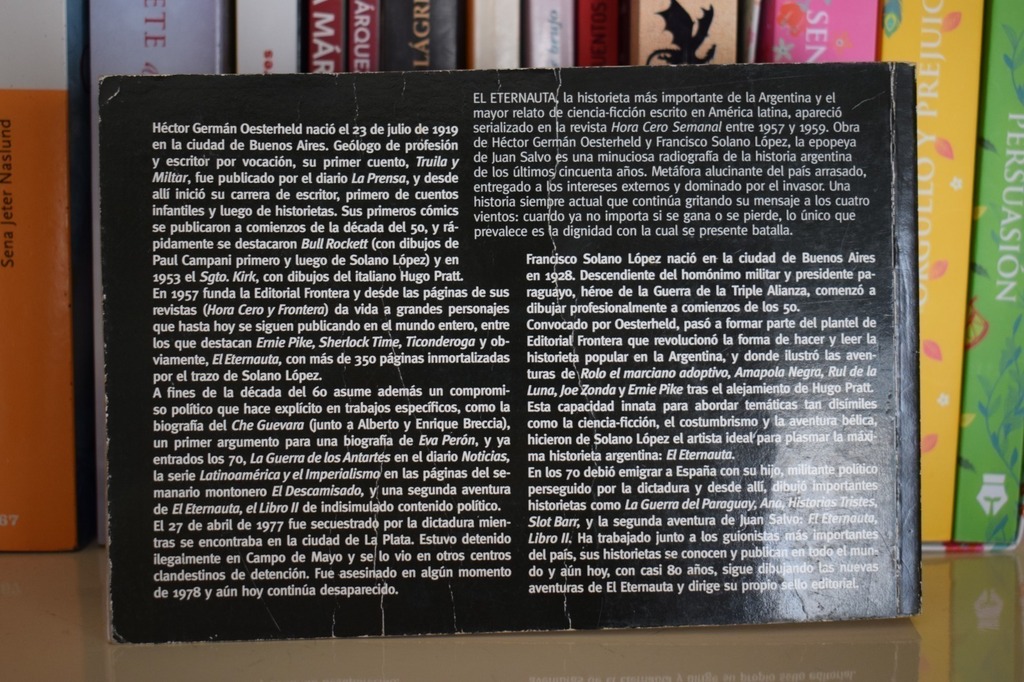 EL ETERNAUTA, la historieta más importante de la Argentina y el
mayor relato de ciencia-ficción escrito en América latina, apareció
serializado en la revista Hora Cero Semanal entre 1957 y 1959. Obra
de Héctor Germán Oesterheld y Francisco Solano López, la epopeya
de Juan Salvo es una minuciosa radiografía de la historia argentina
de los últimos cincuenta años. Metáfora alucinante del país arrasado,
entregado a los intereses externos y dominado por el invasor. Una
historia siempre actual que continúa gritando su mensaje a los cuatro
vientos: cuando ya no importa si se gana o se pierde, lo único que
prevalece es la dignidad con la cual se presente batalla.
Héctor Germán Oesterheld nació el 23 de julio de 1919
en la ciudad de Buenos Aires. Geólogo de profesión
y escritor por vocación, su primer cuento, Truila y
Miltar, fue publicado por el diario La Prensa, y desde
allí inició su carrera de escritor, primero de cuentos
infantiles y luego de historietas. Sus primeros cómics
se publicaron a comienzos de la década del 50, y rá-
pidamente se destacaron Bull Rockett (con dibujos de
Paul Campani primero y luego de Solano López) y en
1953 el Sgto. Kirk, con dibujos del italiano Hugo Pratt.
En 1957 funda la Editorial Frontera y desde las páginas de sus
revistas (Hora Cero y Frontera) da vida a grandes personajes
que hasta hoy se siguen publicando en el mundo entero, entre
los que destacan Ernie Pike, Sherlock Time, Ticonderoga y ob-
viamente, El Eternauta, con más de 350 páginas inmortalizadas
por el trazo de Solano López.
A fines de la década del 60 asume además un compromi-
so político que hace explícito en trabajos específicos, como la
biografía del Che Guevara (junto a Alberto y Enrique Breccia),
un primer argumento para una biografía de Eva Perón, y ya
entrados los 70, La Guerra de los Antartes en el diario Noticias,
la serie Latinoamérica y el Imperialismo en las páginas del se-
manario montonero El Descamisado, y una segunda aventura
de El Eternauta, el Libro II de indisimulado contenido político.
El 27 de abril de 1977 fue secuestrado por la dictadura mien-
tras se encontraba en la ciudad de La Plata. Estuvo detenido
ilegalmente en Campo de Mayo y se lo vio en otros centros
clandestinos de detención. Fue asesinado en algún momento
de 1978 y aún hoy continúa desaparecido.
Francisco Solano López nació en la ciudad de Buenos Aires
en 1928. Descendiente del homónimo militar y presidente pa-
raguayo, héroe de la Guerra de la Triple Alianza, comenzó a
dibujar profesionalmente a comienzos de los 50.
Convocado por Oesterheld, pasó a formar parte del plantel de
Editorial Frontera que revolucionó la forma de hacer y leer la
historieta popular en la Argentina, y donde ilustró las aven-
turas de Rolo el marciano adoptivo, Amapola Negra, Rul de la
Luna, Joe Zonda y Ernie Pike tras el alejamiento de Hugo Pratt.
Esta capacidad innata para abordar temáticas tan disímiles
como la ciencia-ficción, el costumbrismo y la aventura bélica,
hicieron de Solano López el artista ideal para plasmar la máxi-
ma historieta argentina: El Eternauta.
En los 70 debió emigrar a España con su hijo, militante político
perseguido por la dictadura y desde allí, dibujó importantes
historietas como La Guerra del Paraguay, Ana, Historias Tristes,
Slot Barr, y la segunda aventura de Juan Salvo: El Eternauta,
Libro II. Ha trabajado junto a los guionistas más importantes
del país, sus historietas se conocen y publican en todo el mun-
do y aún hoy, con casi 80 años, sigue dibujando las nuevas
aventuras de El Eternauta y dirige su propio sello editorial.
Sena Jeter Naslund
ETE
MÁR
ÁRQUE
LÁGRI
SEN
ORGULLO Y PREJUIC
PERSUASIÓN